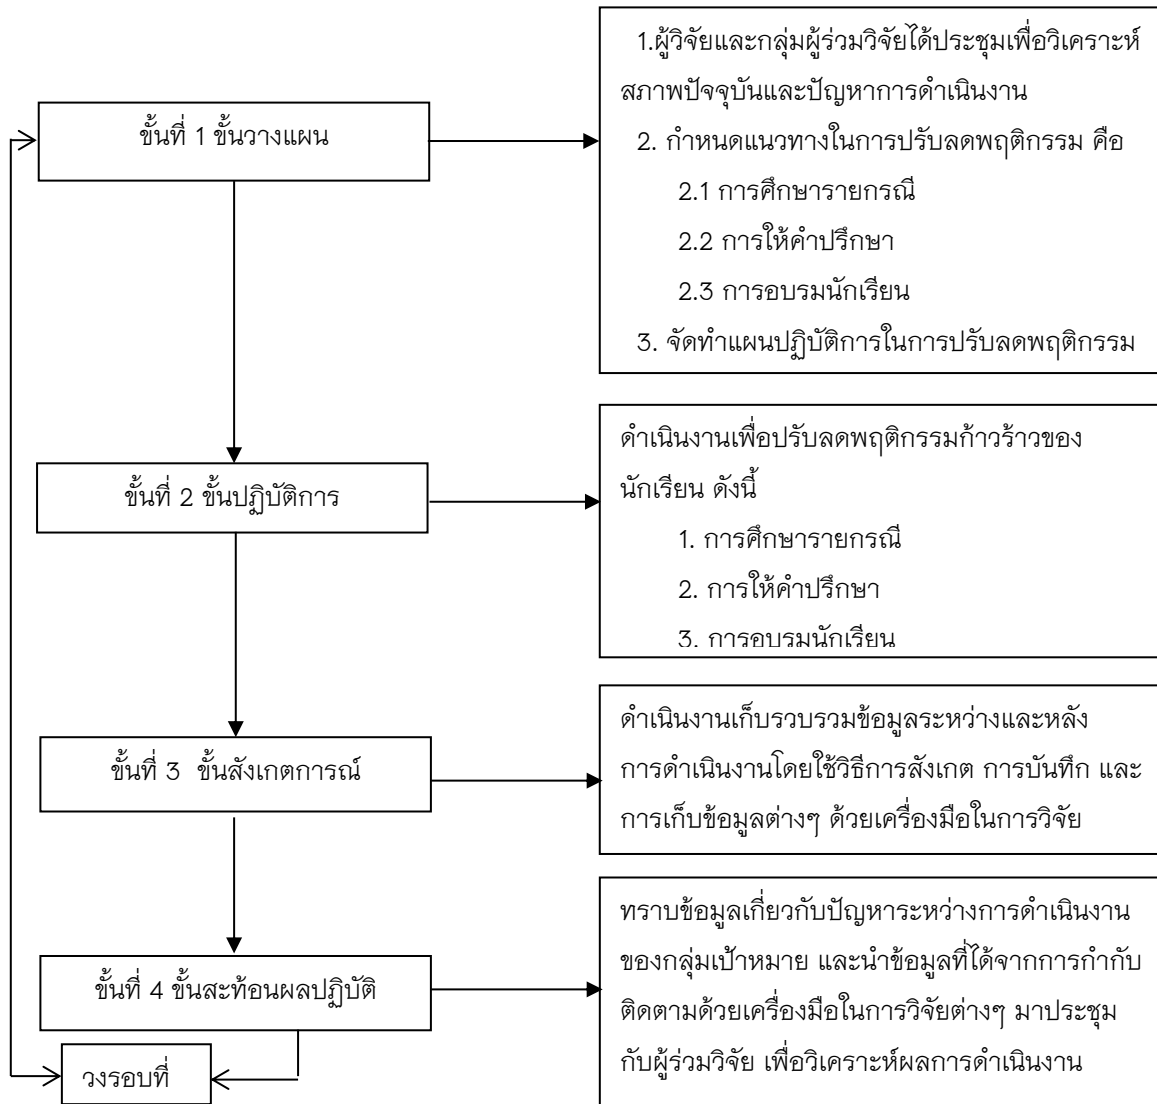 ขั้นที่ 1 ขั้นวางแผน
1.ผู้วิจัยและกลุ่มผู้ร่วมวิจัยได้ประชุมเพื่อวิเคราะห์
สภาพปัจจุบันและปัญหาการดำเนินงาน
2. กำหนดแนวทางในการปรับลดพฤติกรรม คือ
2.1 การศึกษารายกรณี
2.2 การให้คำปรึกษา
2.3 การอบรมนักเรียน
3. จัดทำแผนปฏิบัติการในการปรับลดพฤติกรรม
ขั้นที่ 2 ขั้นปฏิบัติการ
ดำเนินงานเพื่อปรับลดพฤติกรรมก้าวร้าวของ
นักเรียน ดังนี้
1. การศึกษารายกรณี
2. การให้คำปรึกษา
3. การอบรมนักเรียน
ขั้นที่ 3 ขั้นสังเกตการณ์
ดำเนินงานเก็บรวบรวมข้อมูลระหว่างและหลัง
การดำเนินงานโดยใช้วิธีการสังเกต การบันทึก และ
การเก็บข้อมูลต่างๆ ด้วยเครื่องมือในการวิจัย
ขั้นที่ 4 ขั้นสะท้อนผลปฏิบัติ
ทราบข้อมูลเกี่ยวกับปัญหาระหว่างการดำเนินงาน
ของกลุ่มเป้าหมาย และนำข้อมูลที่ได้จากการกำกับ
ติดตามด้วยเครื่องมือในการวิจัยต่างๆ มาประชุม
กับผู้ร่วมวิจัย เพื่อวิเคราะห์ผลการดำเนินงาน
วงรอบที่